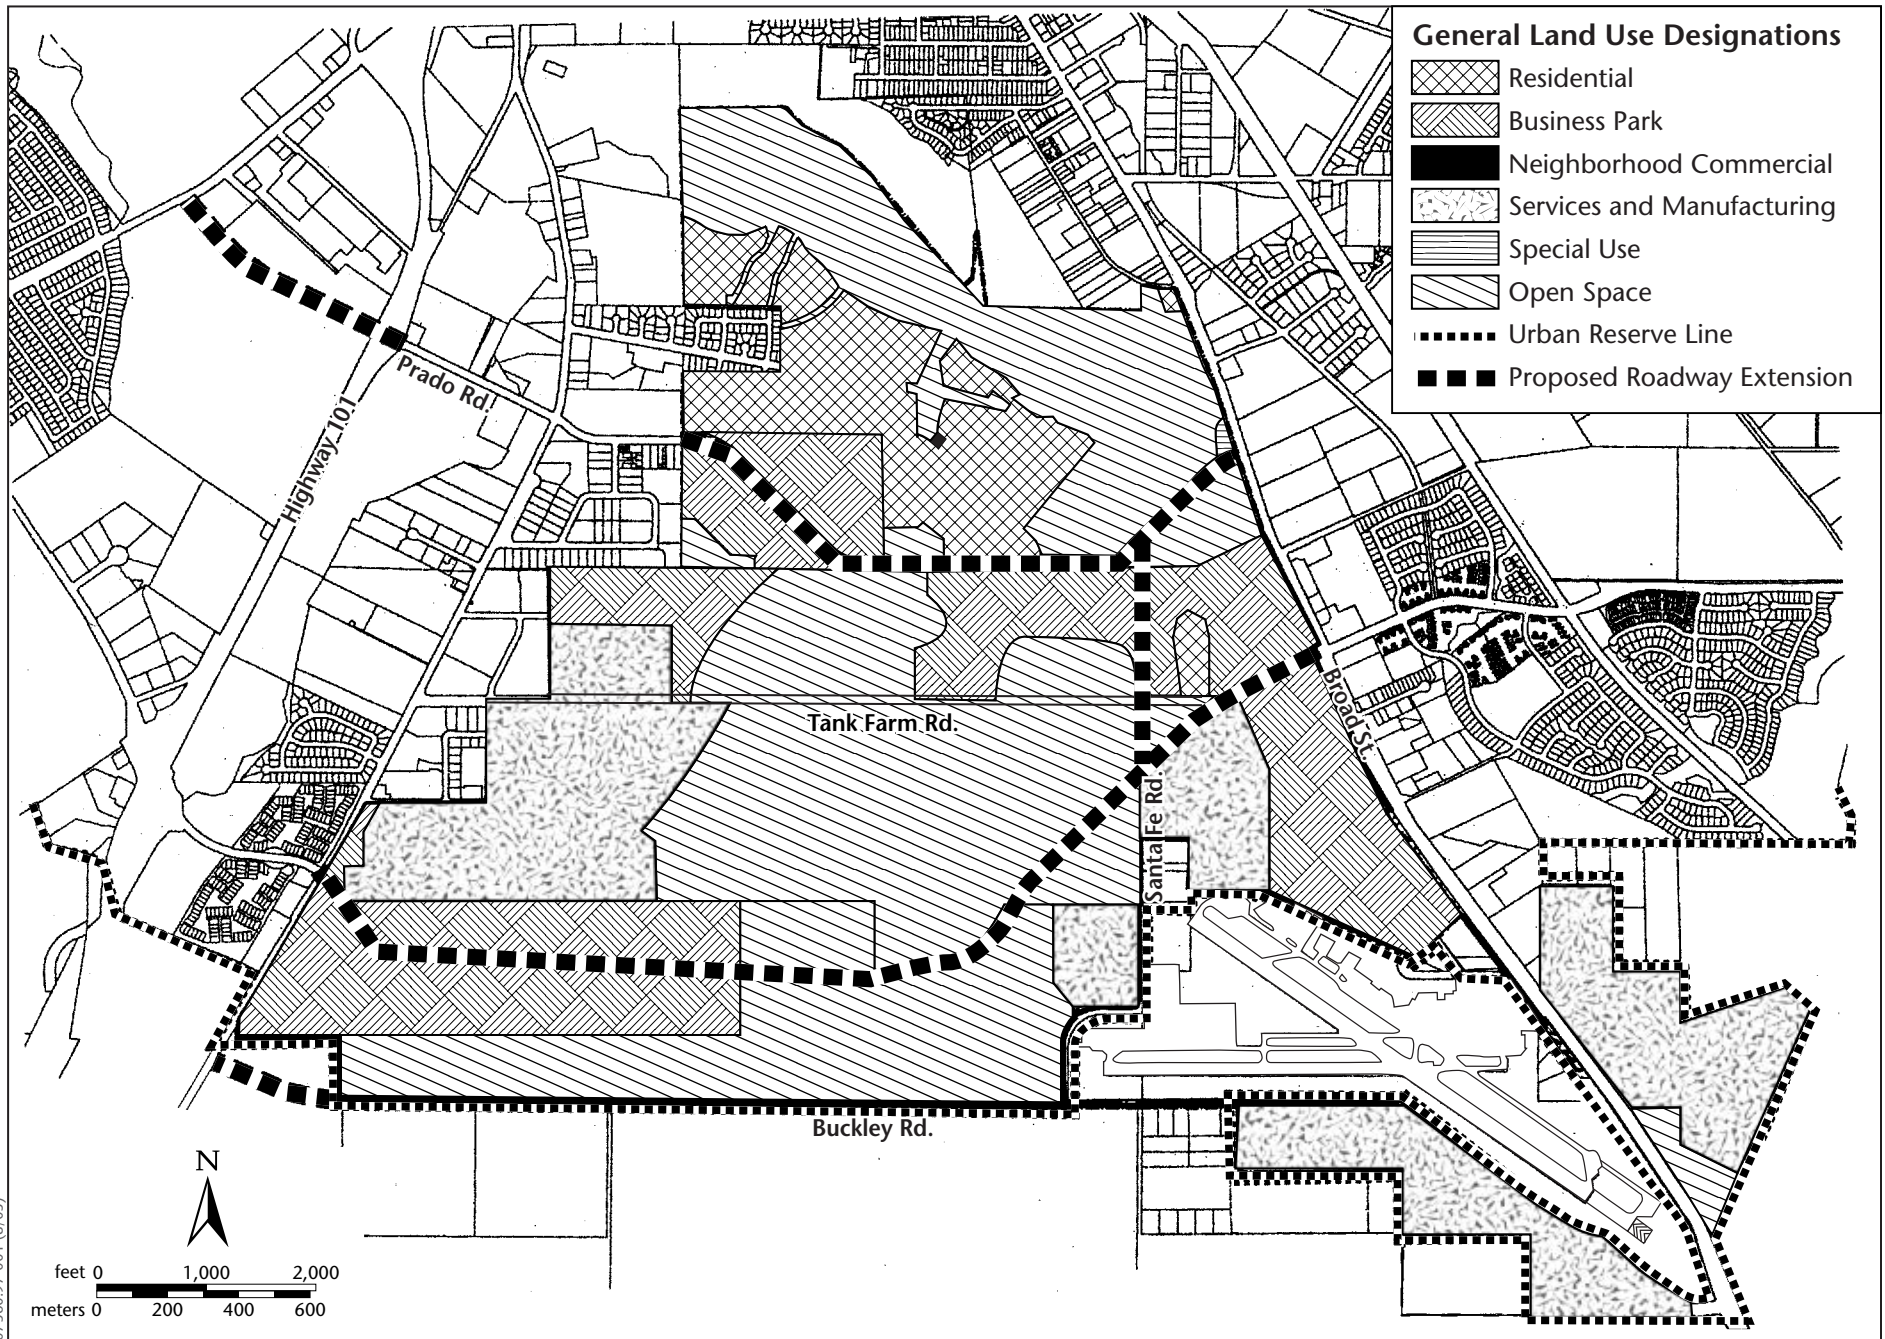 General Land Use Designations
Residential
Business Park
Neighborhood Commercial
Services and Manufacturing
Special Use
Open Space
Urban Reserve Line
Proposed Roadway Extension
Prado Rd.
Highway 101
Tank Farm Rd.
Broad St.
Santa Fe Rd.
Buckley Rd.
N
feet 0 1,000 2,000
meters 0 200 400 600